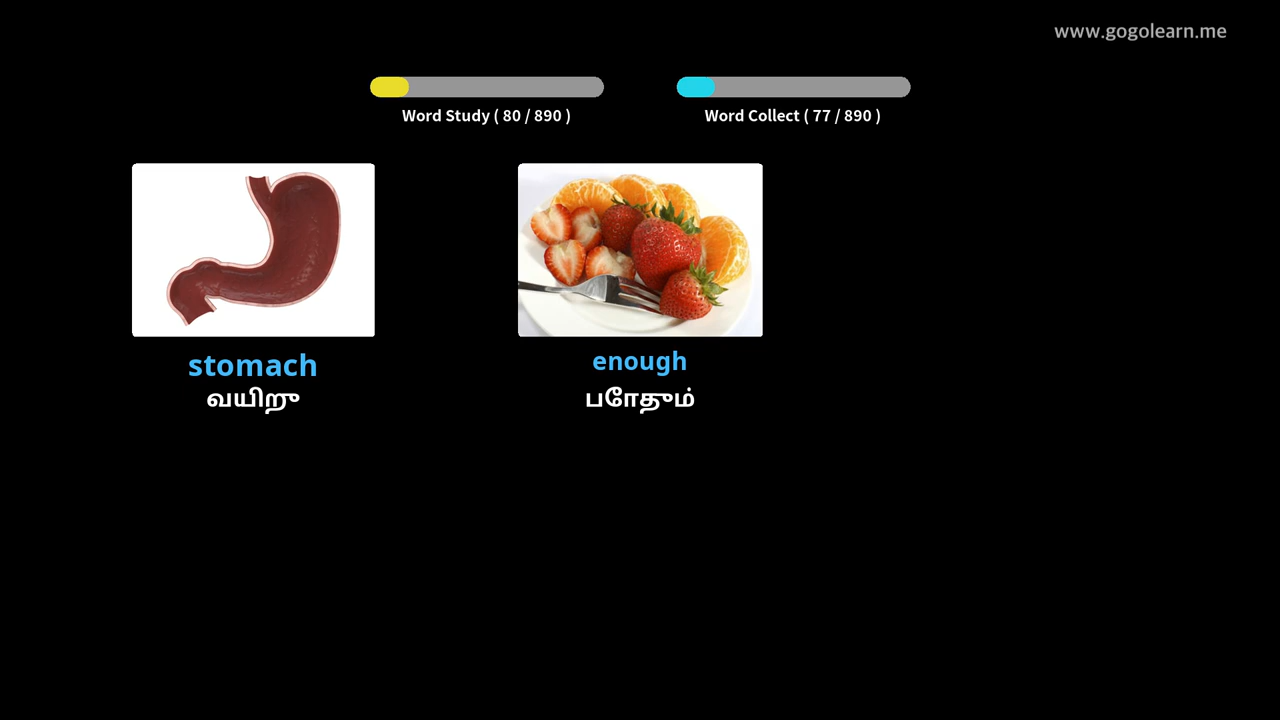 www.gogolearn.me
Word Study ( 80 / 890 )
Word Collect ( 77 / 890 )
stomach
வயிறு
enough
போதும்